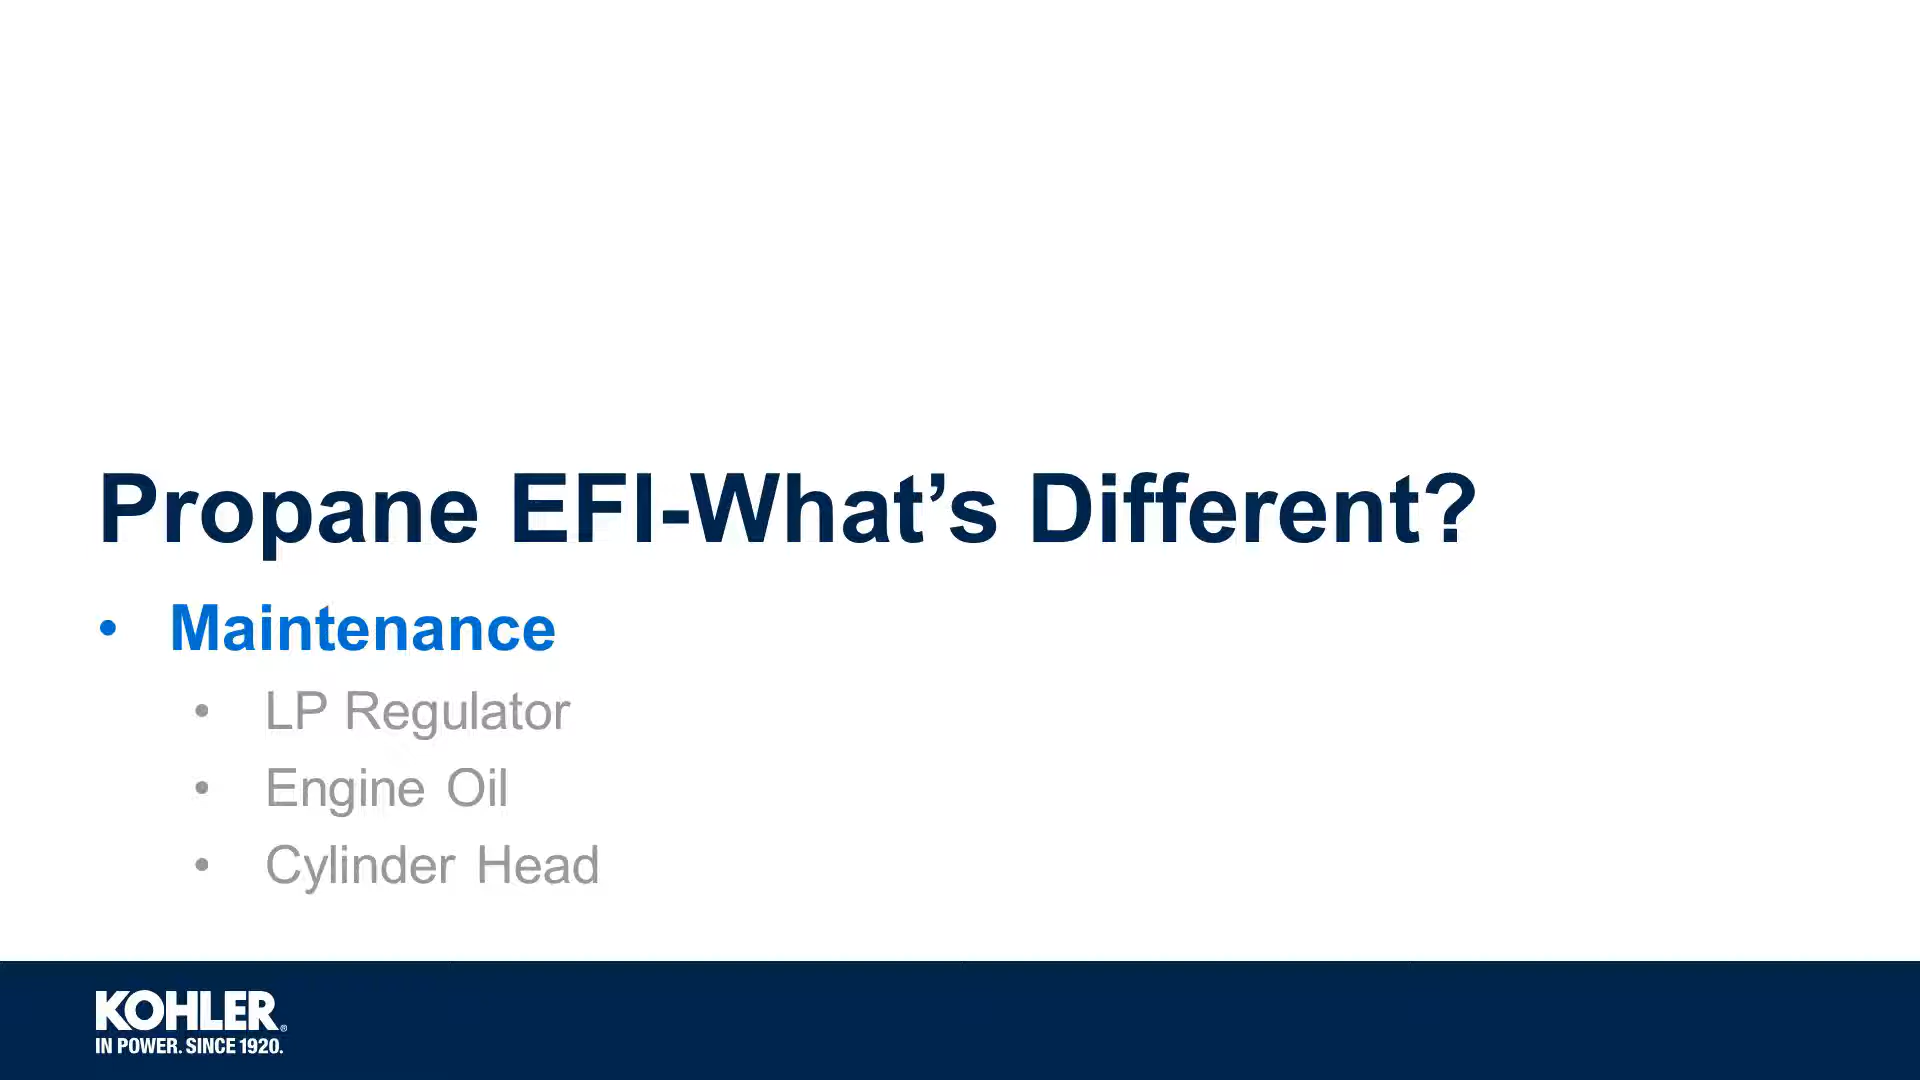 Propane EFI-What’s Different?
• Maintenance
• LP Regulator
• Engine Oil
• Cylinder Head
KOHLER®
IN POWER. SINCE 1920.